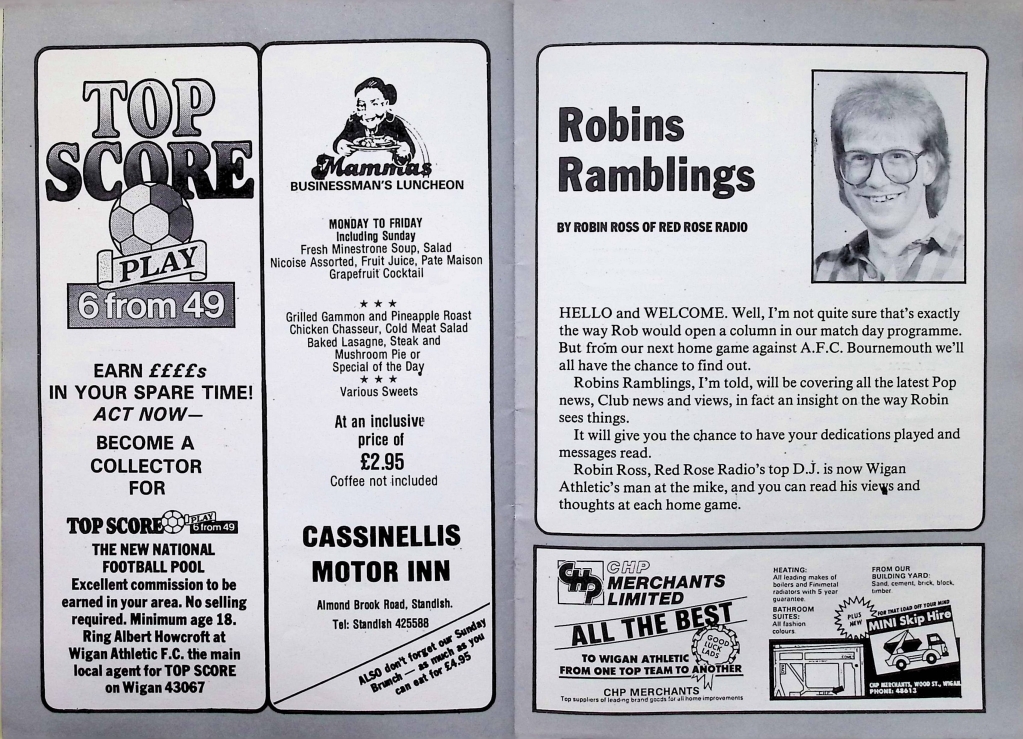 TOP
SCORE
PLAY
6 from 49
EARN ££££s
IN YOUR SPARE TIME!
ACT NOW—
BECOME A
COLLECTOR
FOR
TOP SCORE PLAY
6 from 49
THE NEW NATIONAL
FOOTBALL POOL
Excellent commission to be
earned in your area. No selling
required. Minimum age 18.
Ring Albert Howcroft at
Wigan Athletic F.C. the main
local agent for TOP SCORE
on Wigan 43067
Mammas
BUSINESSMAN'S LUNCHEON
MONDAY TO FRIDAY
Including Sunday
Fresh Minestrone Soup, Salad
Nicoise Assorted, Fruit Juice, Pate Maison
Grapefruit Cocktail
★ ★ ★
Grilled Gammon and Pineapple Roast
Chicken Chasseur, Cold Meat Salad
Baked Lasagne, Steak and
Mushroom Pie or
Special of the Day
★ ★ ★
Various Sweets
At an inclusive
price of
£2.95
Coffee not included
CASSINELLIS
MOTOR INN
Almond Brook Road, Standish.
Tel: Standish 425588
ALSO don't forget our Sunday
Brunch — as much as you
can eat for £4.95
Robins
Ramblings
BY ROBIN ROSS OF RED ROSE RADIO
HELLO and WELCOME. Well, I'm not quite sure that's exactly
the way Rob would open a column in our match day programme.
But from our next home game against A.F.C. Bournemouth we'll
all have the chance to find out.
Robins Ramblings, I'm told, will be covering all the latest Pop
news, Club news and views, in fact an insight on the way Robin
sees things.
It will give you the chance to have your dedications played and
messages read.
Robin Ross, Red Rose Radio's top D.J. is now Wigan
Athletic's man at the mike, and you can read his views and
thoughts at each home game.
CHP
CHP
MERCHANTS
LIMITED
ALL THE BEST
GOOD
LUCK
LADS
TO WIGAN ATHLETIC
FROM ONE TOP TEAM TO ANOTHER
CHP MERCHANTS
Top suppliers of leading brand goods for all home improvements
HEATING:
All leading makes of
boilers and Finimetal
radiators with 5 year
guarantee.
BATHROOM
SUITES:
All fashion
colours.
FROM OUR
BUILDING YARD:
Sand, cement, brick, block,
timber.
PLUS
NEW
FOR THAT LOAD OFF YOUR MIND
MINI Skip Hire
CHP MERCHANTS, WOOD ST., WIGAN.
PHONE: 48613